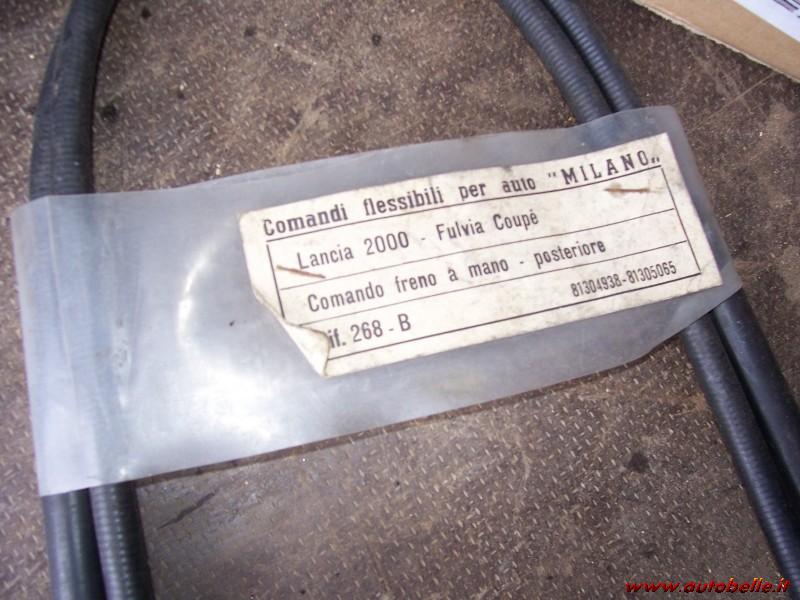 Comandi flessibili per auto "MILANO„
Lancia 2000 - Fulvia Coupè
Comando freno à mano - posteriore
if. 268 - B
81304938-81305065
www.autobelle.it